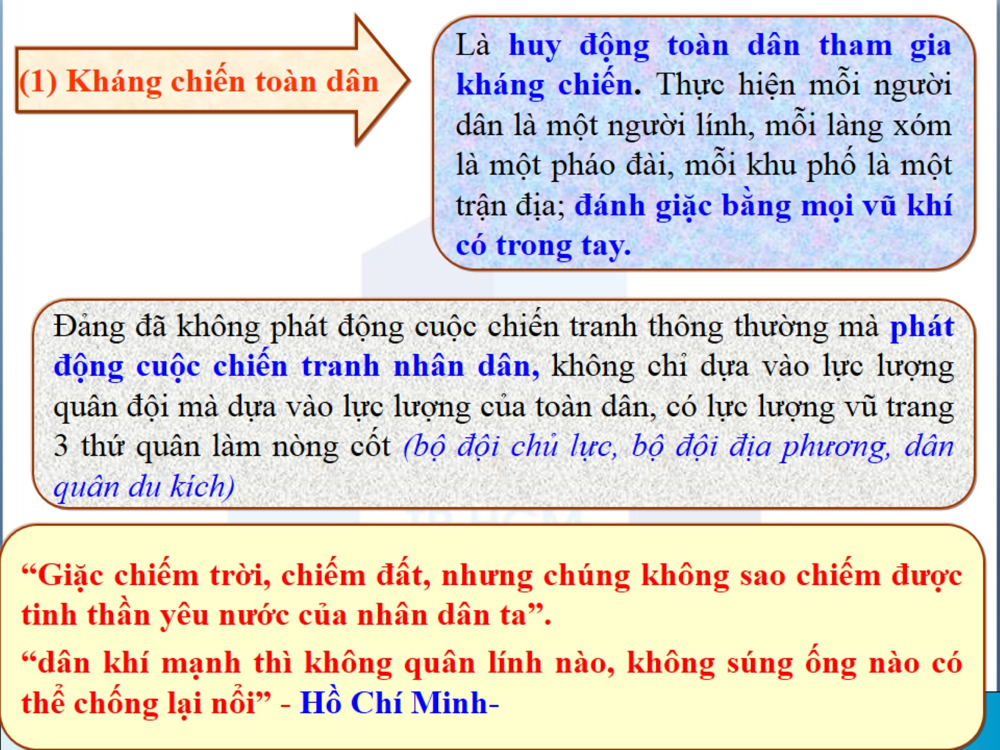 (1) Kháng chiến toàn dân
Là huy động toàn dân tham gia
kháng chiến. Thực hiện mỗi người
dân là một người lính, mỗi làng xóm
là một pháo đài, mỗi khu phố là một
trận địa; đánh giặc bằng mọi vũ khí
có trong tay.
Đảng đã không phát động cuộc chiến tranh thông thường mà phát
động cuộc chiến tranh nhân dân, không chỉ dựa vào lực lượng
quân đội mà dựa vào lực lượng của toàn dân, có lực lượng vũ trang
3 thứ quân làm nòng cốt (bộ đội chủ lực, bộ đội địa phương, dân
quân du kích)
“Giặc chiếm trời, chiếm đất, nhưng chúng không sao chiếm được
tinh thần yêu nước của nhân dân ta”.
“dân khí mạnh thì không quân lính nào, không súng ống nào có
thể chống lại nổi” - Hồ Chí Minh-